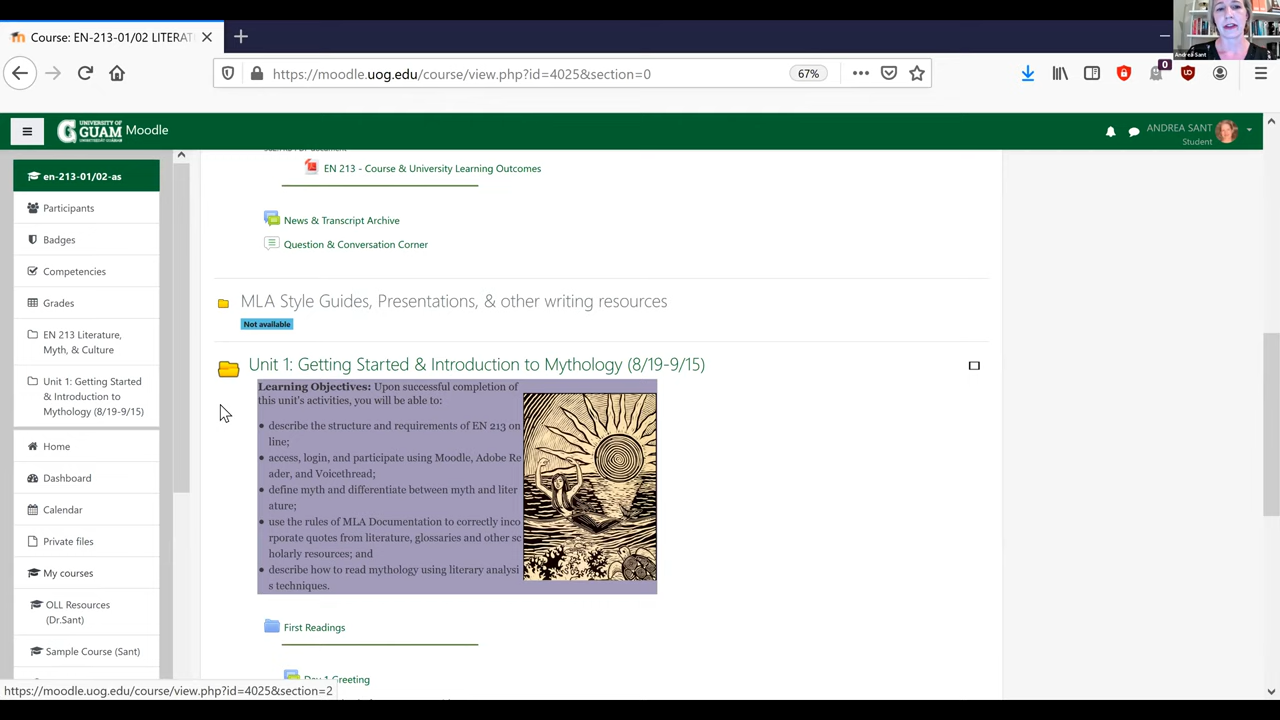 Course: EN-213-01/02 LITERAT
https://moodle.uog.edu/course/view.php?id=4025&section=0
67%
0
Andrea Sant
UNIVERSITY OF
GUAM
Moodle
ANDREA SANT
Student
en-213-01/02-as
Participants
Badges
Competencies
Grades
EN 213 Literature,
Myth, & Culture
Unit 1: Getting Started
& Introduction to
Mythology (8/19-9/15)
Home
Dashboard
Calendar
Private files
My courses
OLL Resources
(Dr.Sant)
Sample Course (Sant)
EN 213 - Course & University Learning Outcomes
News & Transcript Archive
Question & Conversation Corner
MLA Style Guides, Presentations, & other writing resources
Not available
Unit 1: Getting Started & Introduction to Mythology (8/19-9/15)
Learning Objectives: Upon successful completion of
this unit's activities, you will be able to:
describe the structure and requirements of EN 213 on
line;
access, login, and participate using Moodle, Adobe Re
ader, and Voicethread;
define myth and differentiate between myth and liter
ature;
use the rules of MLA Documentation to correctly inco
rporate quotes from literature, glossaries and other sc
holarly resources; and
describe how to read mythology using literary analysi
s techniques.
First Readings
Day 1 Greeting
https://moodle.uog.edu/course/view.php?id=4025&section=2